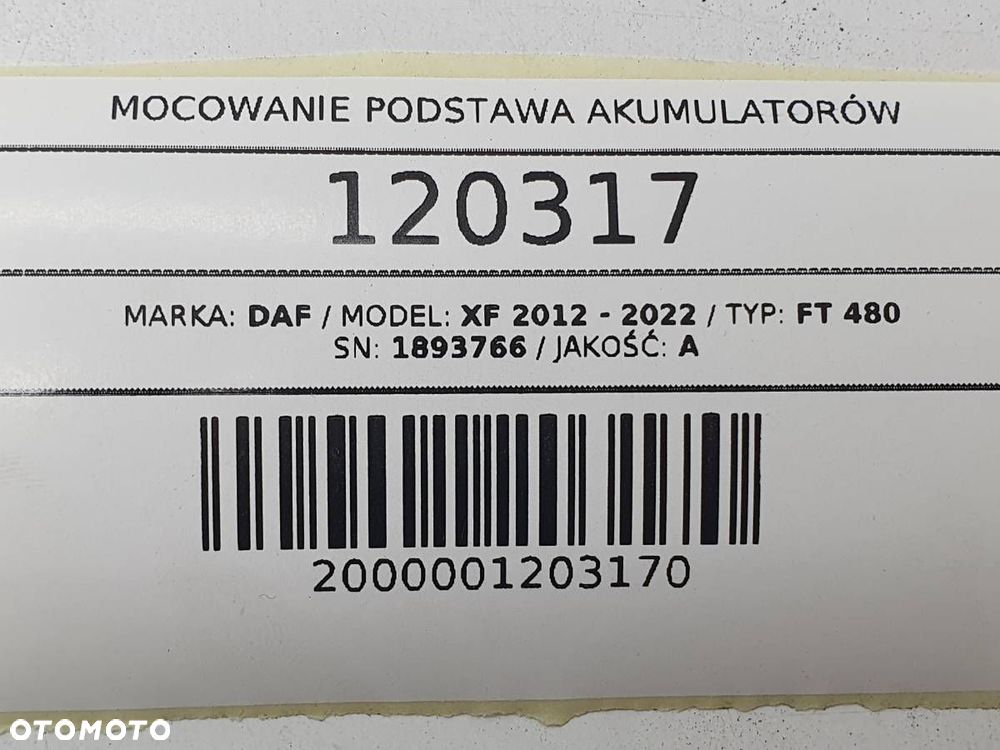 MOCOWANIE PODSTAWA AKUMULATORÓW
120317
MARKA: DAF / MODEL: XF 2012 - 2022 / TYP: FT 480
SN: 1893766 / JAKOŚĆ: A
2000001203170
OTOMOTO